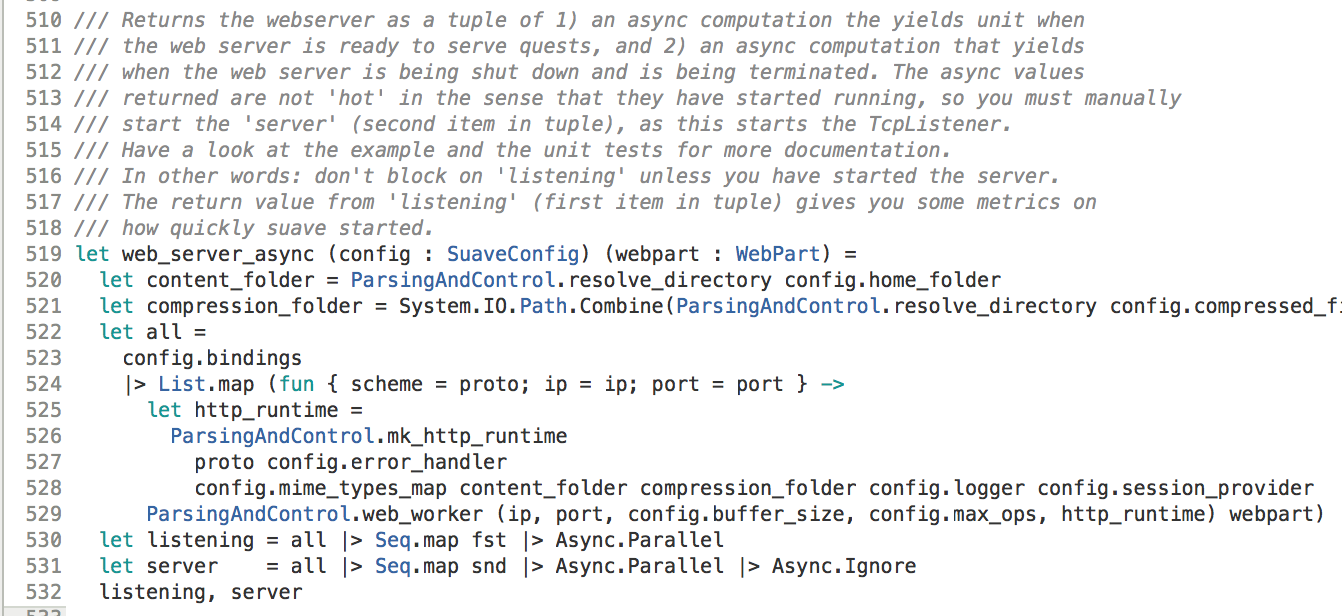 510 /// Returns the webserver as a tuple of 1) an async computation the yields unit when
511 /// the web server is ready to serve quests, and 2) an async computation that yields
512 /// when the web server is being shut down and is being terminated. The async values
513 /// returned are not 'hot' in the sense that they have started running, so you must manually
514 /// start the 'server' (second item in tuple), as this starts the TcpListener.
515 /// Have a look at the example and the unit tests for more documentation.
516 /// In other words: don't block on 'listening' unless you have started the server.
517 /// The return value from 'listening' (first item in tuple) gives you some metrics on
518 /// how quickly suave started.
519 let web_server_async (config : SuaveConfig) (webpart : WebPart) =
520   let content_folder = ParsingAndControl.resolve_directory config.home_folder
521   let compression_folder = System.IO.Path.Combine(ParsingAndControl.resolve_directory config.compressed_fi
522   let all =
523     config.bindings
524     |> List.map (fun { scheme = proto; ip = ip; port = port } ->
525       let http_runtime =
526         ParsingAndControl.mk_http_runtime
527           proto config.error_handler
528           config.mime_types_map content_folder compression_folder config.logger config.session_provider
529       ParsingAndControl.web_worker (ip, port, config.buffer_size, config.max_ops, http_runtime) webpart)
530   let listening = all |> Seq.map fst |> Async.Parallel
531   let server    = all |> Seq.map snd |> Async.Parallel |> Async.Ignore
532   listening, server